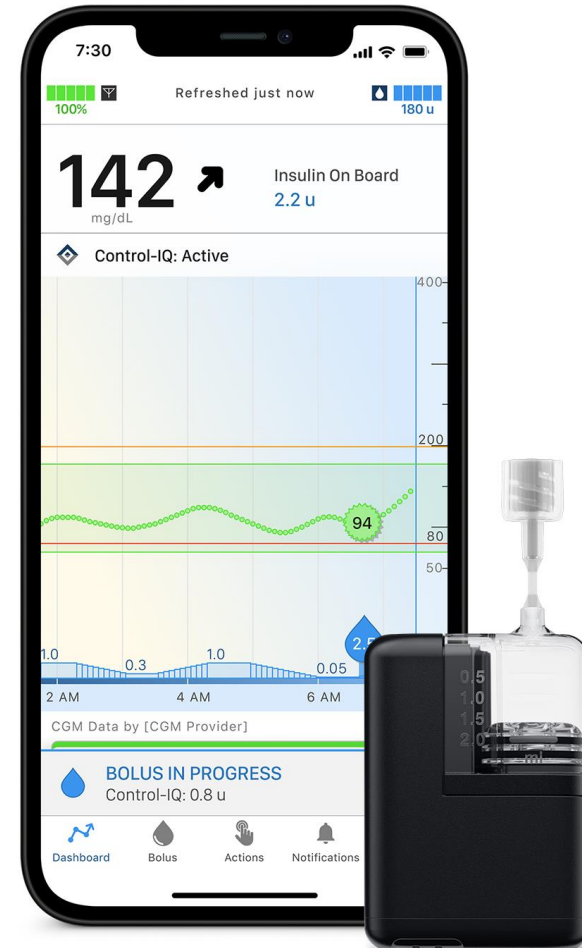 7:30
100%
Refreshed just now
180 u
142
mg/dL
Insulin On Board
2.2 u
Control-IQ: Active
400
200
94
80
50
1.0
0.3
1.0
0.05
2 AM
4 AM
6 AM
CGM Data by [CGM Provider]
BOLUS IN PROGRESS
Control-IQ: 0.8 u
Dashboard
Bolus
Actions
Notifications
0.5
1.0
1.5
2.0
ml